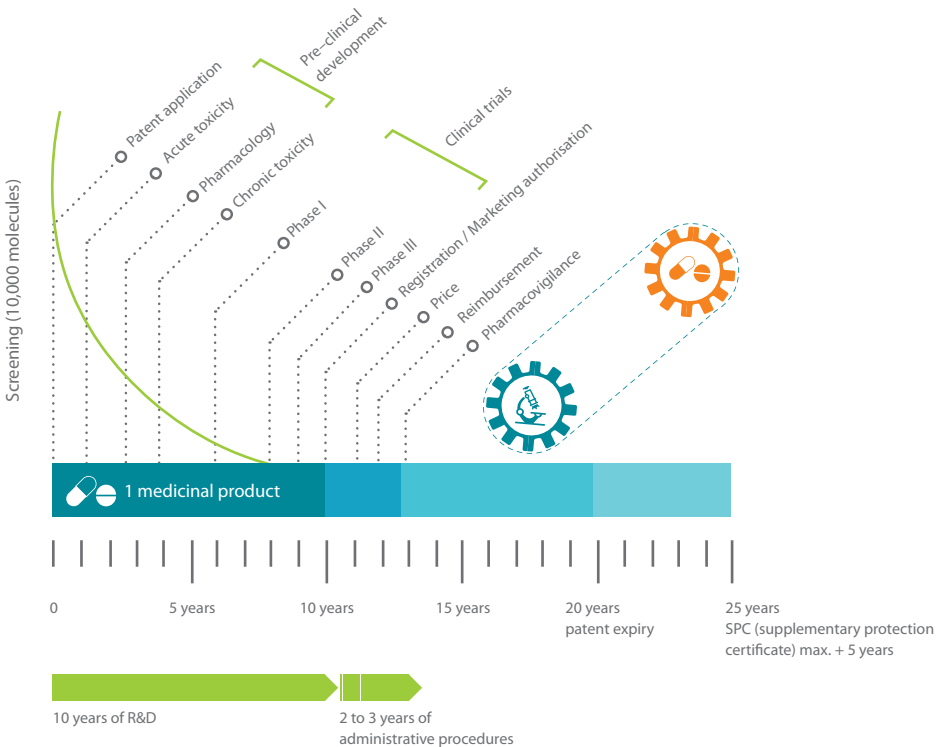 Screening (10,000 molecules)
Patent application
Acute toxicity
Pharmacology
Chronic toxicity
Pre–clinical
development
Phase I
Phase II
Phase III
Clinical trials
Registration / Marketing authorisation
Price
Reimbursement
Pharmacovigilance
1 medicinal product
0
5 years
10 years
15 years
20 years
patent expiry
25 years
SPC (supplementary protection
certificate) max. + 5 years
10 years of R&D
2 to 3 years of
administrative procedures